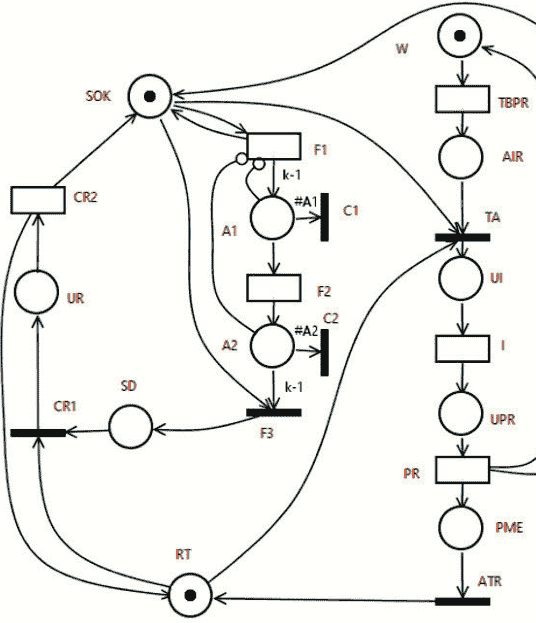 W
SOK
TBPR
F1
AIR
k-1
CR2
#A1
C1
TA
A1
UI
F2
UR
C2
#A2
A2
I
SD
k-1
CR1
UPR
F3
PR
PME
RT
ATR